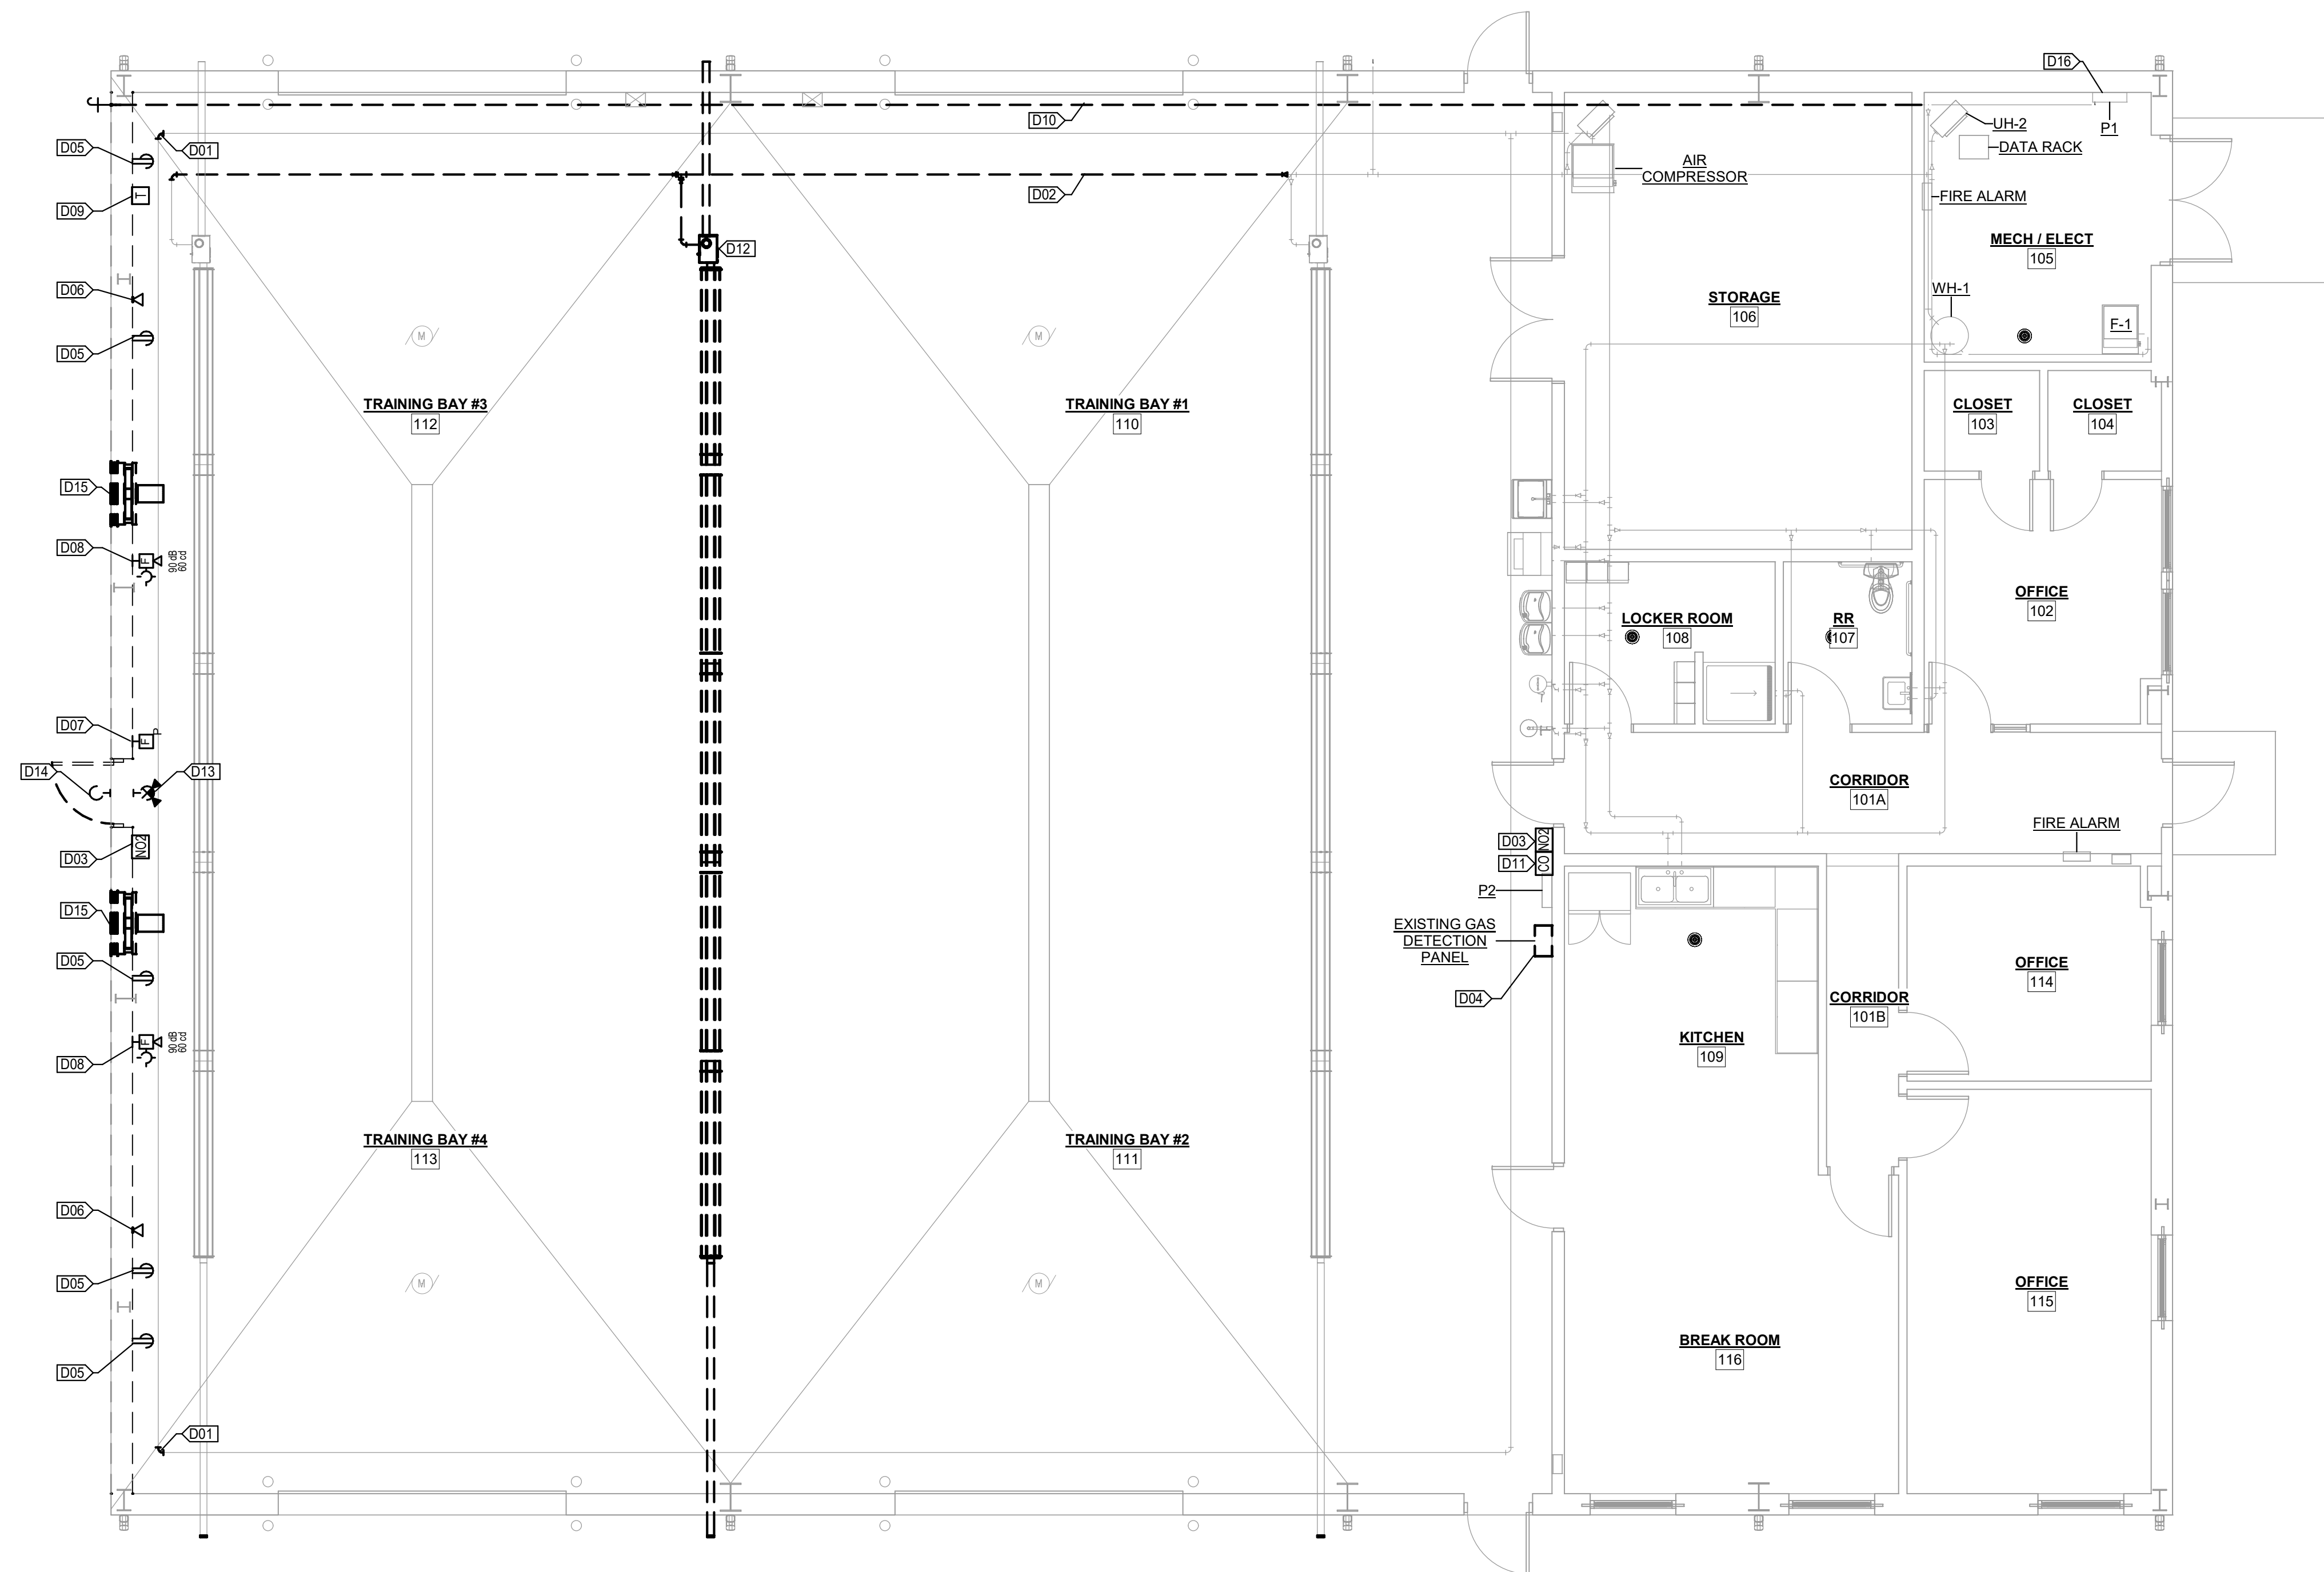 D16
D10
UH-2
P1
D05
D01
DATA RACK
AIR
COMPRESSOR
T
D09
D02
FIRE ALARM
D12
MECH / ELECT
105
D06
WH-1
STORAGE
106
F-1
D05
M
M
TRAINING BAY #3
112
TRAINING BAY #1
110
CLOSET
103
CLOSET
104
D15
D08
F
90 dB
60 cd
OFFICE
102
LOCKER ROOM
108
RR
107
D07
F
P
D14
D13
CORRIDOR
101A
FIRE ALARM
D03
NO2
D03
NO2
D11
CO
P2
D15
EXISTING GAS
DETECTION
PANEL
D05
D04
OFFICE
114
CORRIDOR
101B
D08
F
90 dB
60 cd
KITCHEN
109
TRAINING BAY #4
113
TRAINING BAY #2
111
D06
D05
M
M
OFFICE
115
BREAK ROOM
116
D05
D01